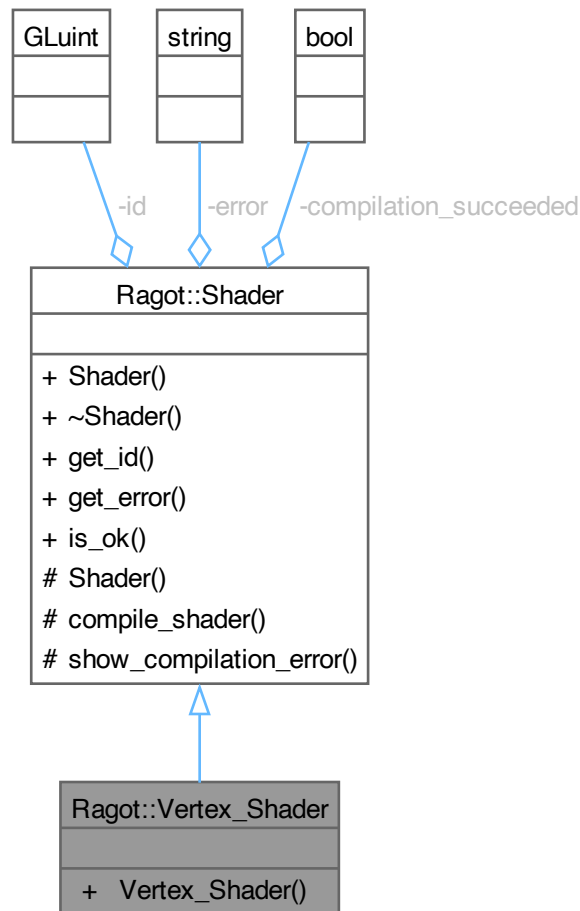 GLuint
string
bool
-id
-error
-compilation_succeeded
Ragot::Shader
+ Shader()
+ ~Shader()
+ get_id()
+ get_error()
+ is_ok()
# Shader()
# compile_shader()
# show_compilation_error()
Ragot::Vertex_Shader
+ Vertex_Shader()